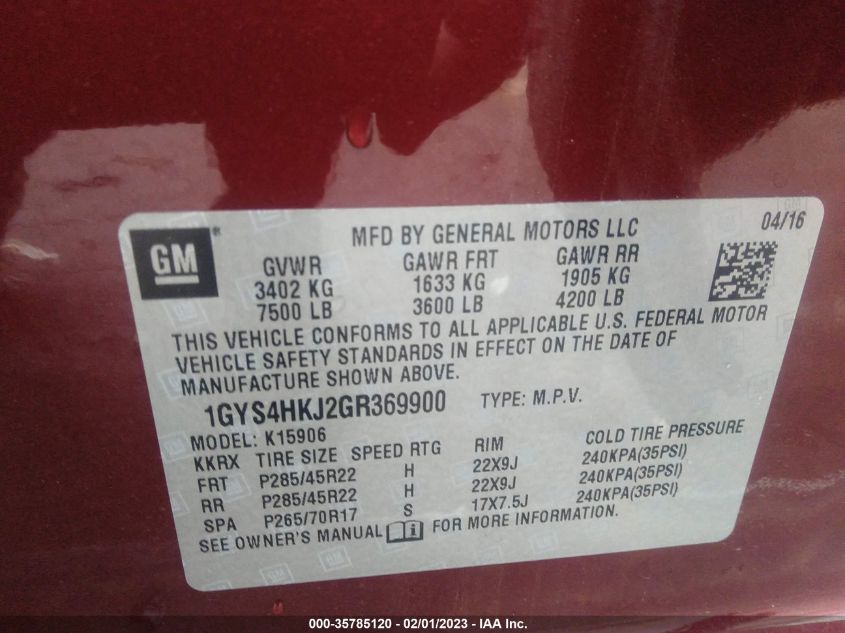 GM®
MFD BY GENERAL MOTORS LLC 04/16
GVWR GAWR FRT GAWR RR
3402 KG 1633 KG 1905 KG
7500 LB 3600 LB 4200 LB
THIS VEHICLE CONFORMS TO ALL APPLICABLE U.S. FEDERAL MOTOR
VEHICLE SAFETY STANDARDS IN EFFECT ON THE DATE OF
MANUFACTURE SHOWN ABOVE.
1GYS4HKJ2GR369900 TYPE: M.P.V.
MODEL: K15906
KKRX TIRE SIZE SPEED RTG RIM COLD TIRE PRESSURE
FRT P285/45R22 H 22X9J 240KPA(35PSI)
RR P285/45R22 H 22X9J 240KPA(35PSI)
SPA P265/70R17 S 17X7.5J 240KPA(35PSI)
SEE OWNER'S MANUAL i FOR MORE INFORMATION.
000-35785120 - 02/01/2023 - IAA Inc.